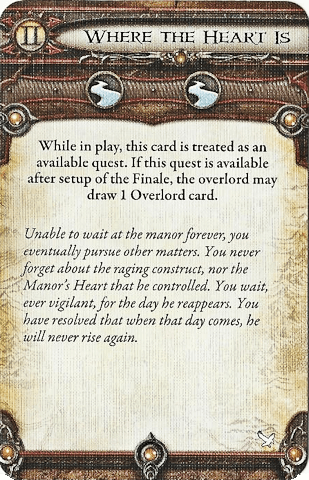 II
WHERE THE HEART IS
While in play, this card is treated as an
available quest. If this quest is available
after setup of the Finale, the overlord may
draw 1 Overlord card.
Unable to wait at the manor forever, you
eventually pursue other matters. You never
forget about the raging construct, nor the
Manor's Heart that he controlled. You wait,
ever vigilant, for the day he reappears. You
have resolved that when that day comes, he
will never rise again.